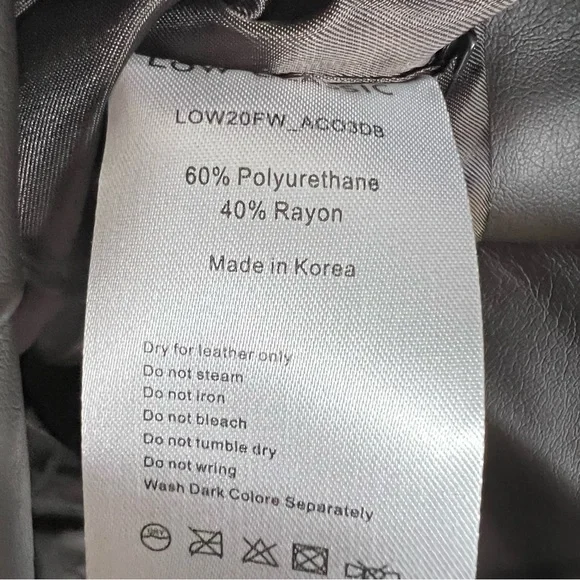 LOW20FW_ACO3DB
60% Polyurethane
40% Rayon
Made in Korea
Dry for leather only
Do not steam
Do not iron
Do not bleach
Do not tumble dry
Do not wring
Wash Dark Colore Separately
DRY